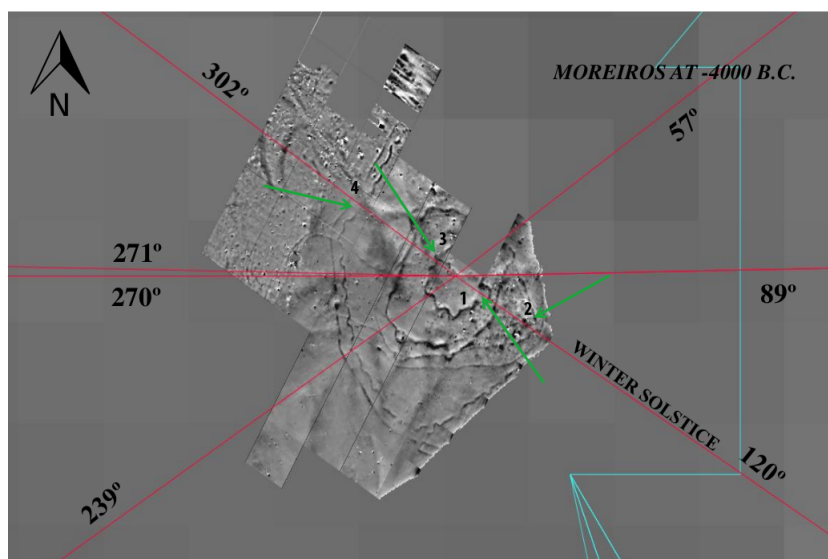 MOREIROS AT -4000 B.C.
N
302º
57º
4
3
271º
270º
89º
1
2
WINTER SOLSTICE
120º
239º